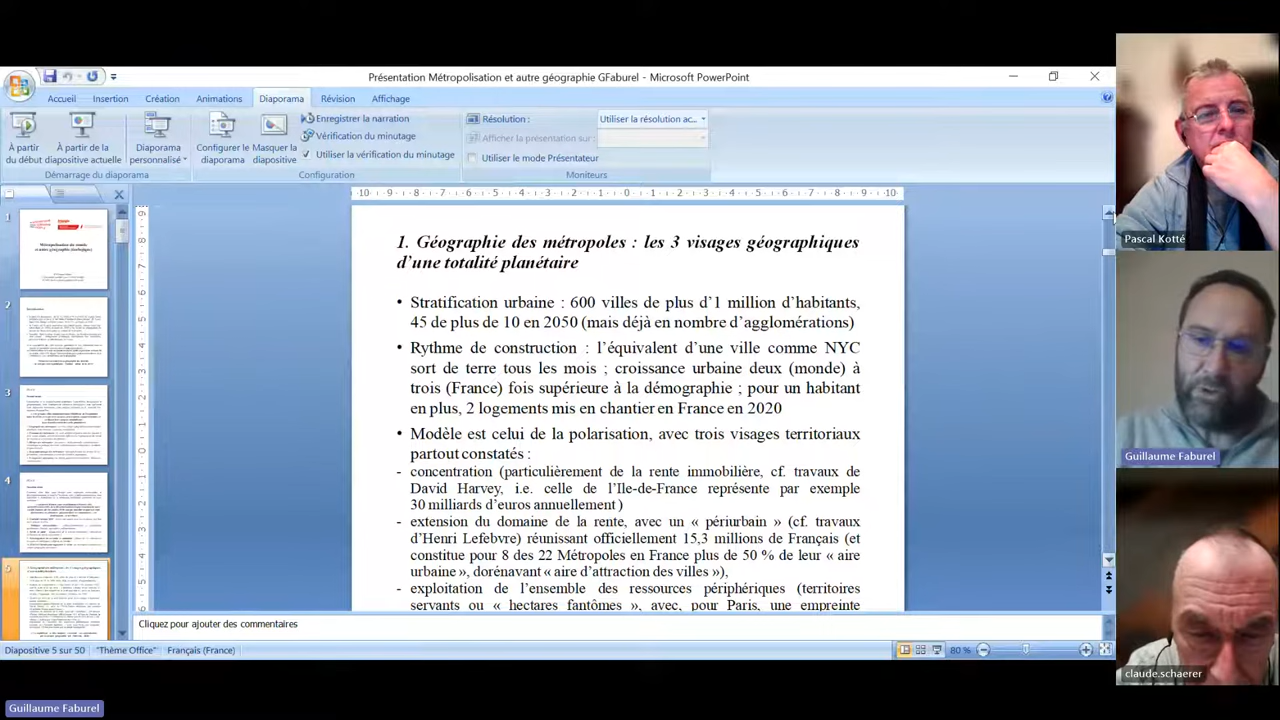 Présentation Métropolisation et autre géographie GFaburel - Microsoft PowerPoint
Accueil Insertion Création Animations Diaporama Révision Affichage
À partir du début
À partir de la diapositive actuelle
Diaporama personnalisé
Configurer le diaporama
Masquer la diapositive
Enregistrer la narration
Vérification du minutage
Utiliser la vérification du minutage
Résolution : Utiliser la résolution ac...
Afficher la présentation sur :
Utiliser le mode Présentateur
Démarrage du diaporama
Configuration
Moniteurs
1. Géographie des métropoles : les 3 visages géographiques
d'une totalité planétaire
• Stratification urbaine : 600 villes de plus d'1 million d'habitants,
45 de plus de 10 en 2050 (mais déjà en nombre d'agglomérations)
• Rythme de construction : l'équivalent d'une ville comme NYC
sort de terre tous les mois ; croissance urbaine deux (monde) à
trois (France) fois supérieure à la démographie ; pour un habitant
en plus, 2 logements mis en chantier en France en 2020
• Modèle de la polarisation, avec trois visages territoriaux
partout constatés :
- concentration (particulièrement de la rente immobilière, cf. travaux de
David Harvey, i.e. celle de l'Ile-de-France représente par exemple
30 milliards d'euros annuellement )
- extension du domaine de la rente, avec un « périurbain » (cf. travaux
d'Henri Lefebvre) réunissant officiellement 15,3 millions de Français (et
constitue pour 8 des 22 Métropoles en France plus de 50 % de leur « aire
urbaine », dorénavant « aire d'attraction des villes »),
- exploitation de l'ensemble des ressources périphériques (territoires
servants ou « hectares fantômes », avec, pour empreinte
1
2
3
4
5
Cliquez pour ajouter des commentaires
Diapositive 5 sur 50 "Thème Office" Français (France) 80 %
Pascal Kotté
Guillaume Faburel
claude.schaerer
Guillaume Faburel